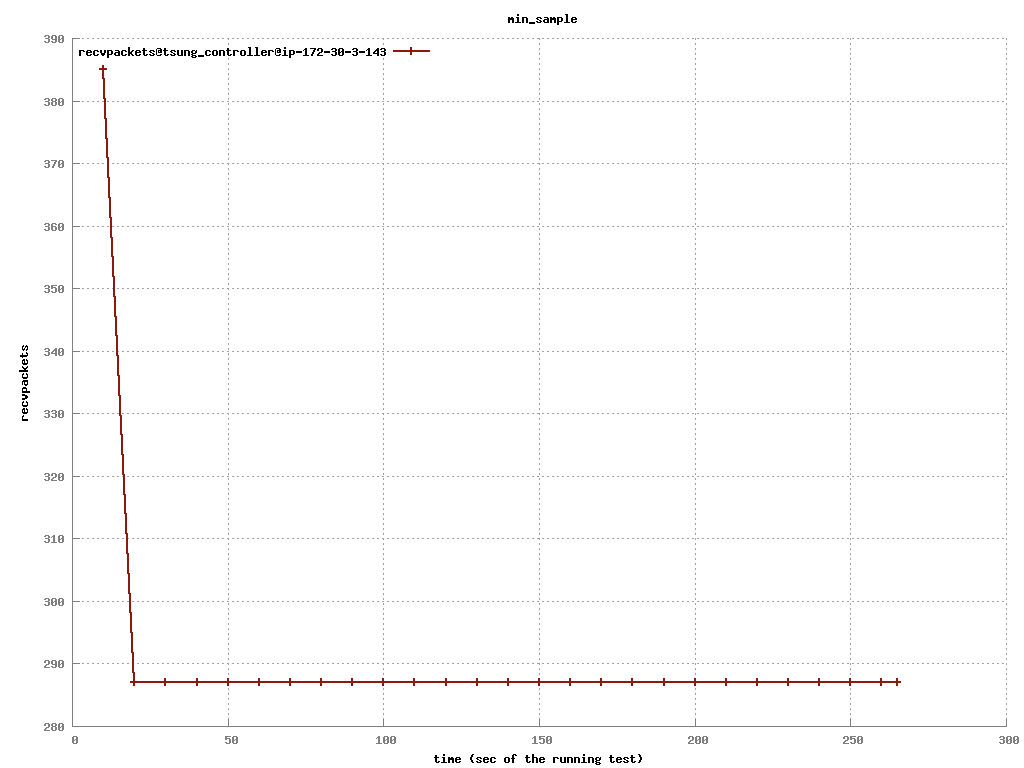 min_sample
recvpackets@tsung_controller@ip-172-30-3-143
390
380
370
360
350
340
330
320
310
300
290
280
recvpackets
0 50 100 150 200 250 300
time (sec of the running test)